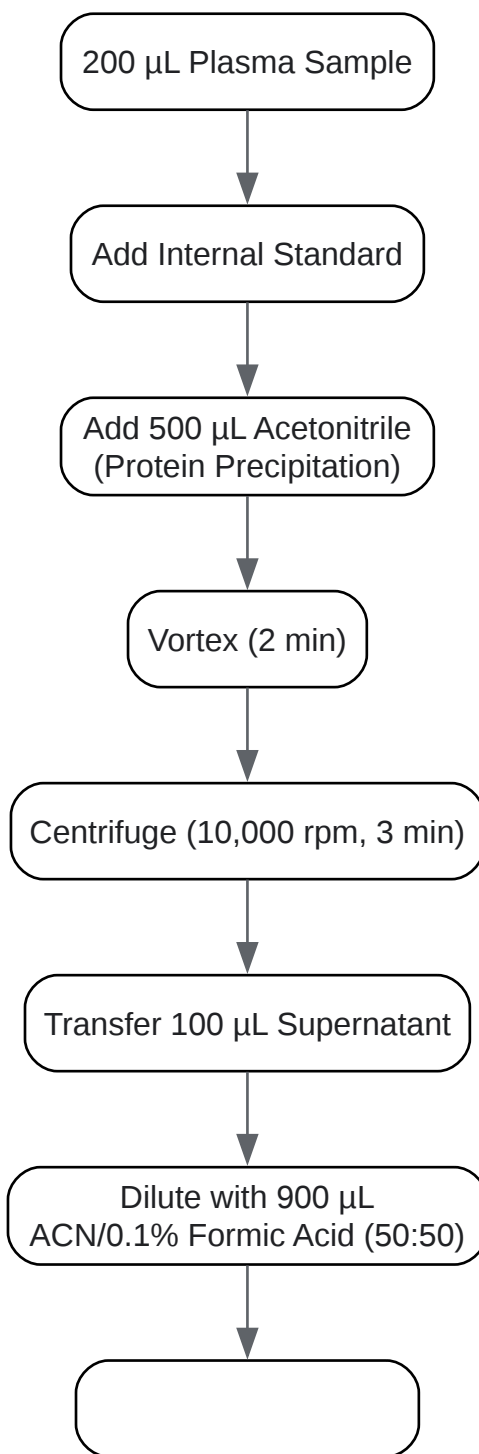 200 µL Plasma Sample
Add Internal Standard
Add 500 µL Acetonitrile
(Protein Precipitation)
Vortex (2 min)
Centrifuge (10,000 rpm, 3 min)
Transfer 100 µL Supernatant
Dilute with 900 µL
ACN/0.1% Formic Acid (50:50)